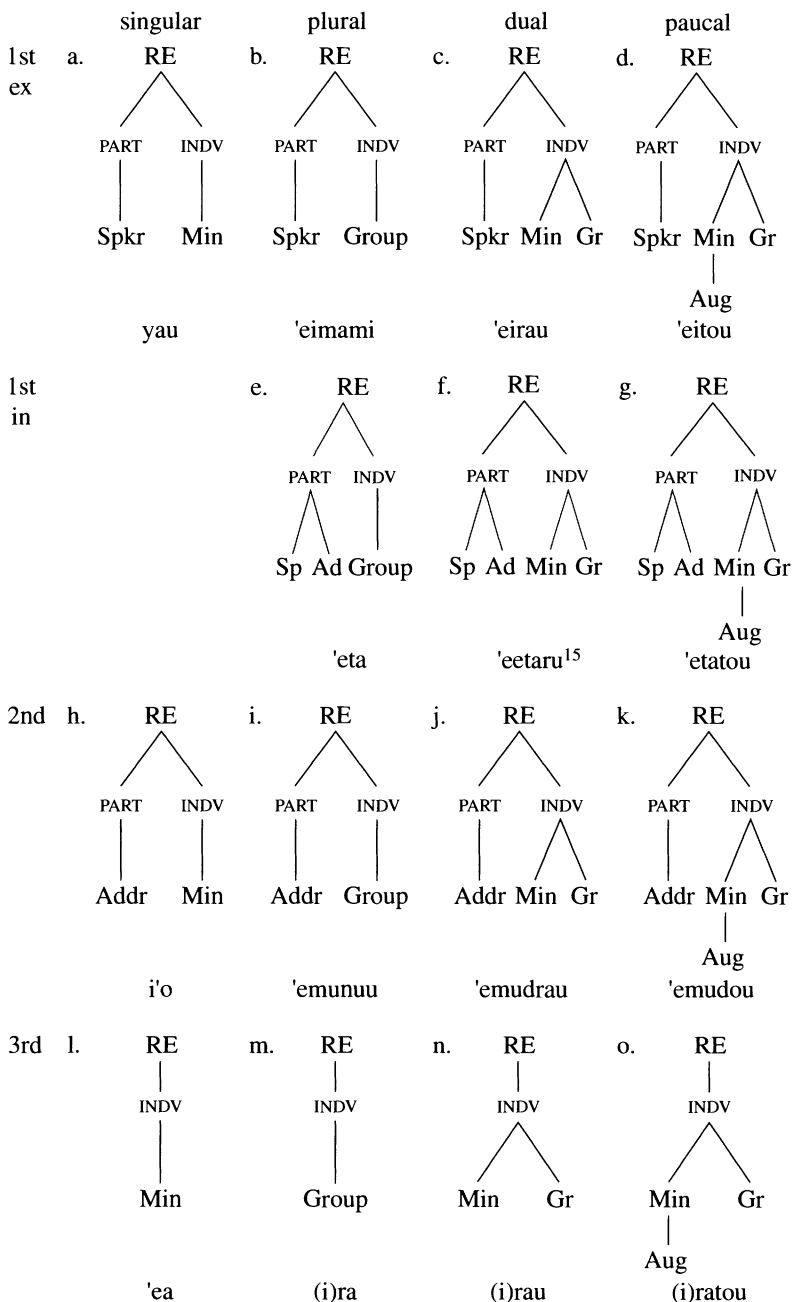 singular plural dual paucal
1st a. RE b. RE c. RE d. RE
ex
PART INDV PART INDV PART INDV PART INDV
Spkr Min Spkr Group Spkr Min Gr Spkr Min Gr
Aug
yau 'eimami 'eirau 'eitou
1st e. RE f. RE g. RE
in
PART INDV PART INDV PART INDV
Sp Ad Group Sp Ad Min Gr Sp Ad Min Gr
Aug
'eta 'eetaru15 'etatou
2nd h. RE i. RE j. RE k. RE
PART INDV PART INDV PART INDV PART INDV
Addr Min Addr Group Addr Min Gr Addr Min Gr
Aug
i'o 'emunuu 'emudrau 'emudou
3rd l. RE m. RE n. RE o. RE
INDV INDV INDV INDV
Min Group Min Gr Min Gr
Aug
'ea (i)ra (i)rau (i)ratou